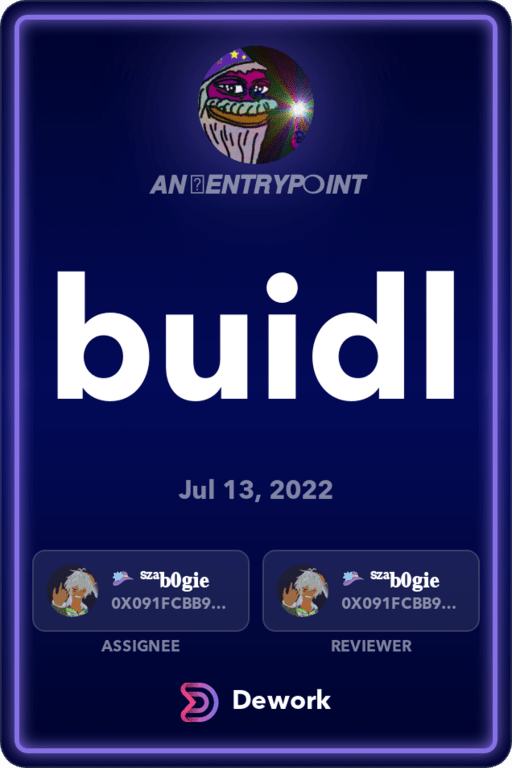 AN ENTRYPOINT
buidl
Jul 13, 2022
szab0gie
0X091FCBB9...
ASSIGNEE
szab0gie
0X091FCBB9...
REVIEWER
Dework